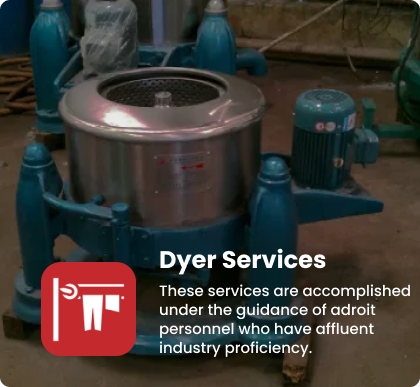 Dyer Services
These services are accomplished
under the guidance of adroit
personnel who have affluent
industry proficiency.